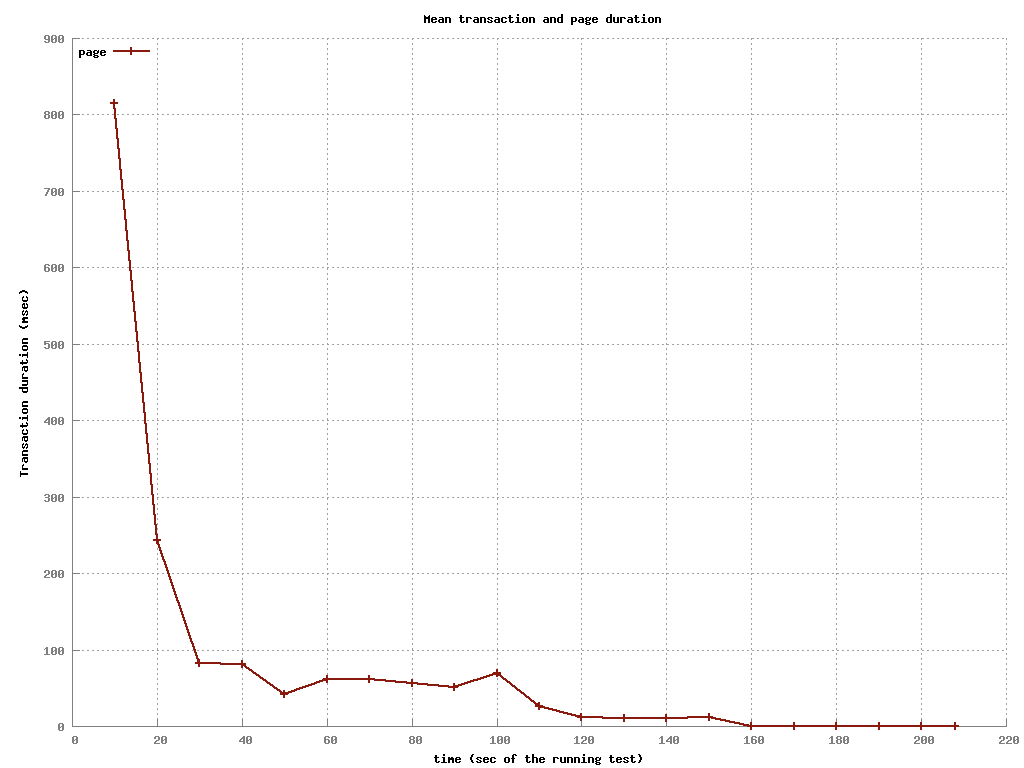 Mean transaction and page duration
900
page
800
700
600
500
400
300
200
100
0
Transaction duration (msec)
0 20 40 60 80 100 120 140 160 180 200 220
time (sec of the running test)